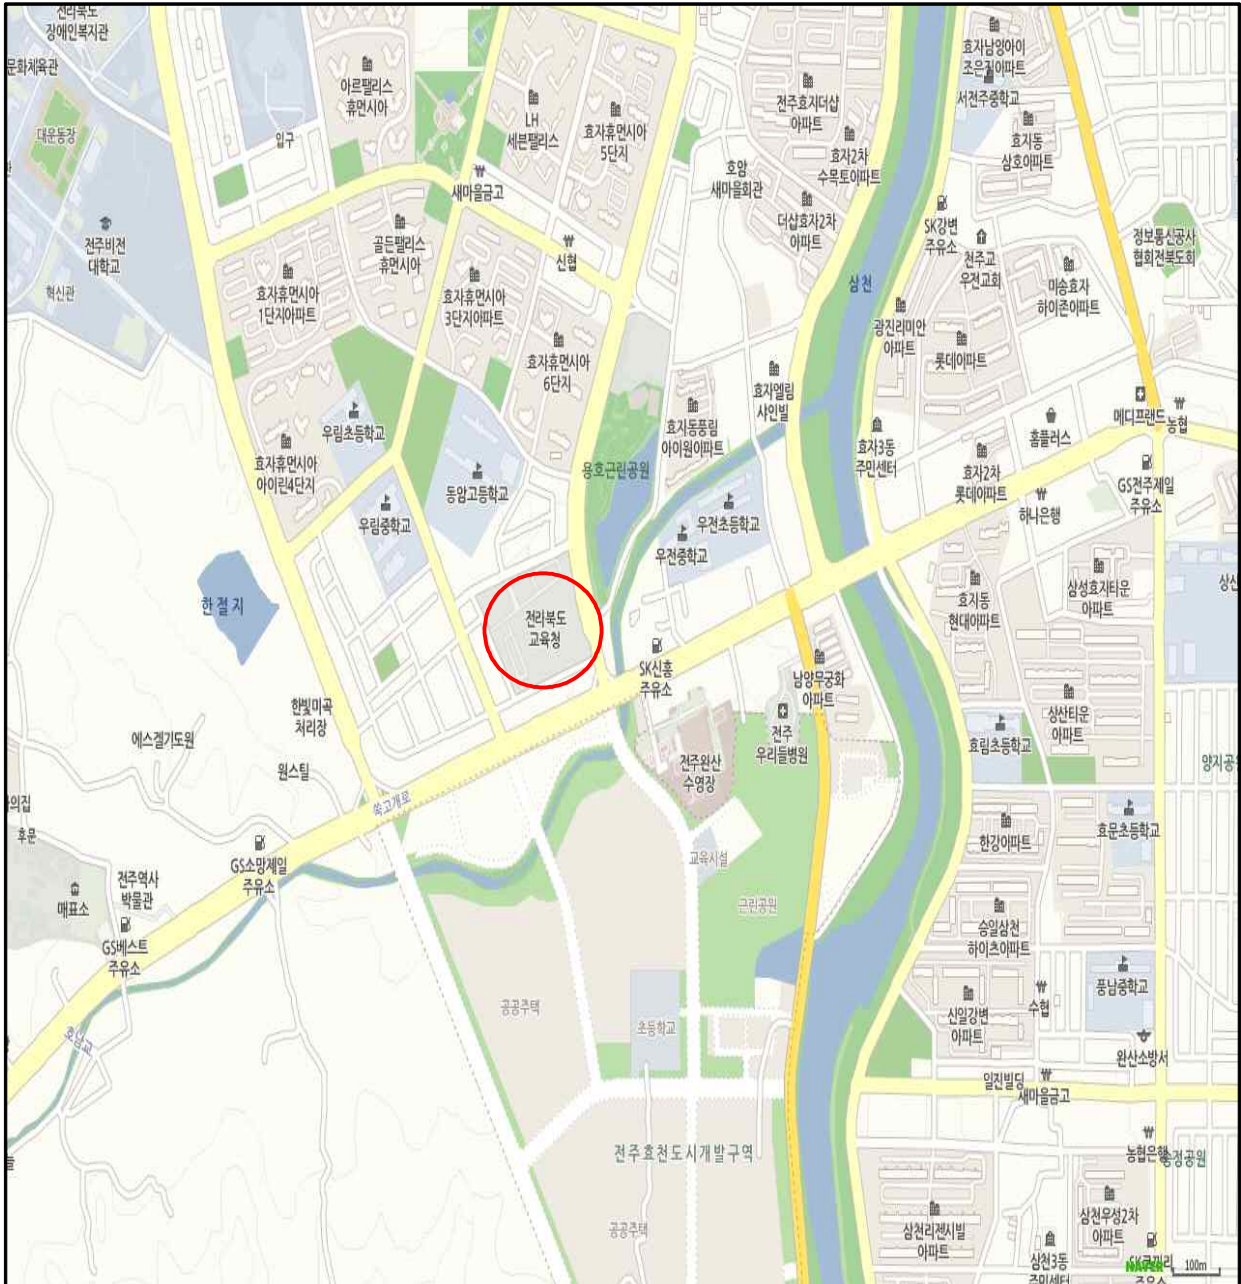 전라북도
장애인복지관
문화체육관
대운동장
아르팰리스
휴먼시아
입구
LH
세븐팰리스
효자휴먼시아
5단지
전주효자더샵
아파트
효자2차
수목토아파트
효자남양아이
조은집아파트
서전주중학교
효자동
삼호아파트
새마을금고
호암
새마을회관
더샵효자2차
아파트
SK강변
주유소
전주교
우전교회
정보통신공사
협회전북도회
전주비전
대학교
혁신관
골든팰리스
휴먼시아
신협
삼천
미송효자
하이존아파트
효자휴먼시아
1단지아파트
효자휴먼시아
3단지아파트
효자휴먼시아
6단지
광진리미안
아파트
롯데아파트
효자엘림
샤인빌
메디프랜드
농협
우림초등학교
효자동풍림
아이원아파트
홈플러스
효자3동
주민센터
효자휴먼시아
아이린4단지
동암고등학교
용호근린공원
효자2차
롯데아파트
GS전주제일
주유소
우림중학교
우전초등학교
우전중학교
하나은행
한절지
전라북도
교육청
효자동
현대아파트
삼성효자타운
아파트
상산
SK신흥
주유소
남양무궁화
아파트
한빛미곡
처리장
에스겔기도원
원스틸
전주
우리들병원
전주완산
수영장
효림초등학교
상산타운
아파트
양지공원
쑥고개로
후문
GS소망제일
주유소
교육시설
한강아파트
효문초등학교
매표소
전주역사
박물관
GS베스트
주유소
근린공원
승일삼천
하이츠아파트
공공주택
초등학교
신일강변
아파트
수협
풍남중학교
호남교
완산소방서
일진빌딩
새마을금고
전주효천도시개발구역
농협은행
송정공원
공공주택
삼천리젠시빌
아파트
삼천우성2차
아파트
삼천3동
주민센터
NAVER
100m